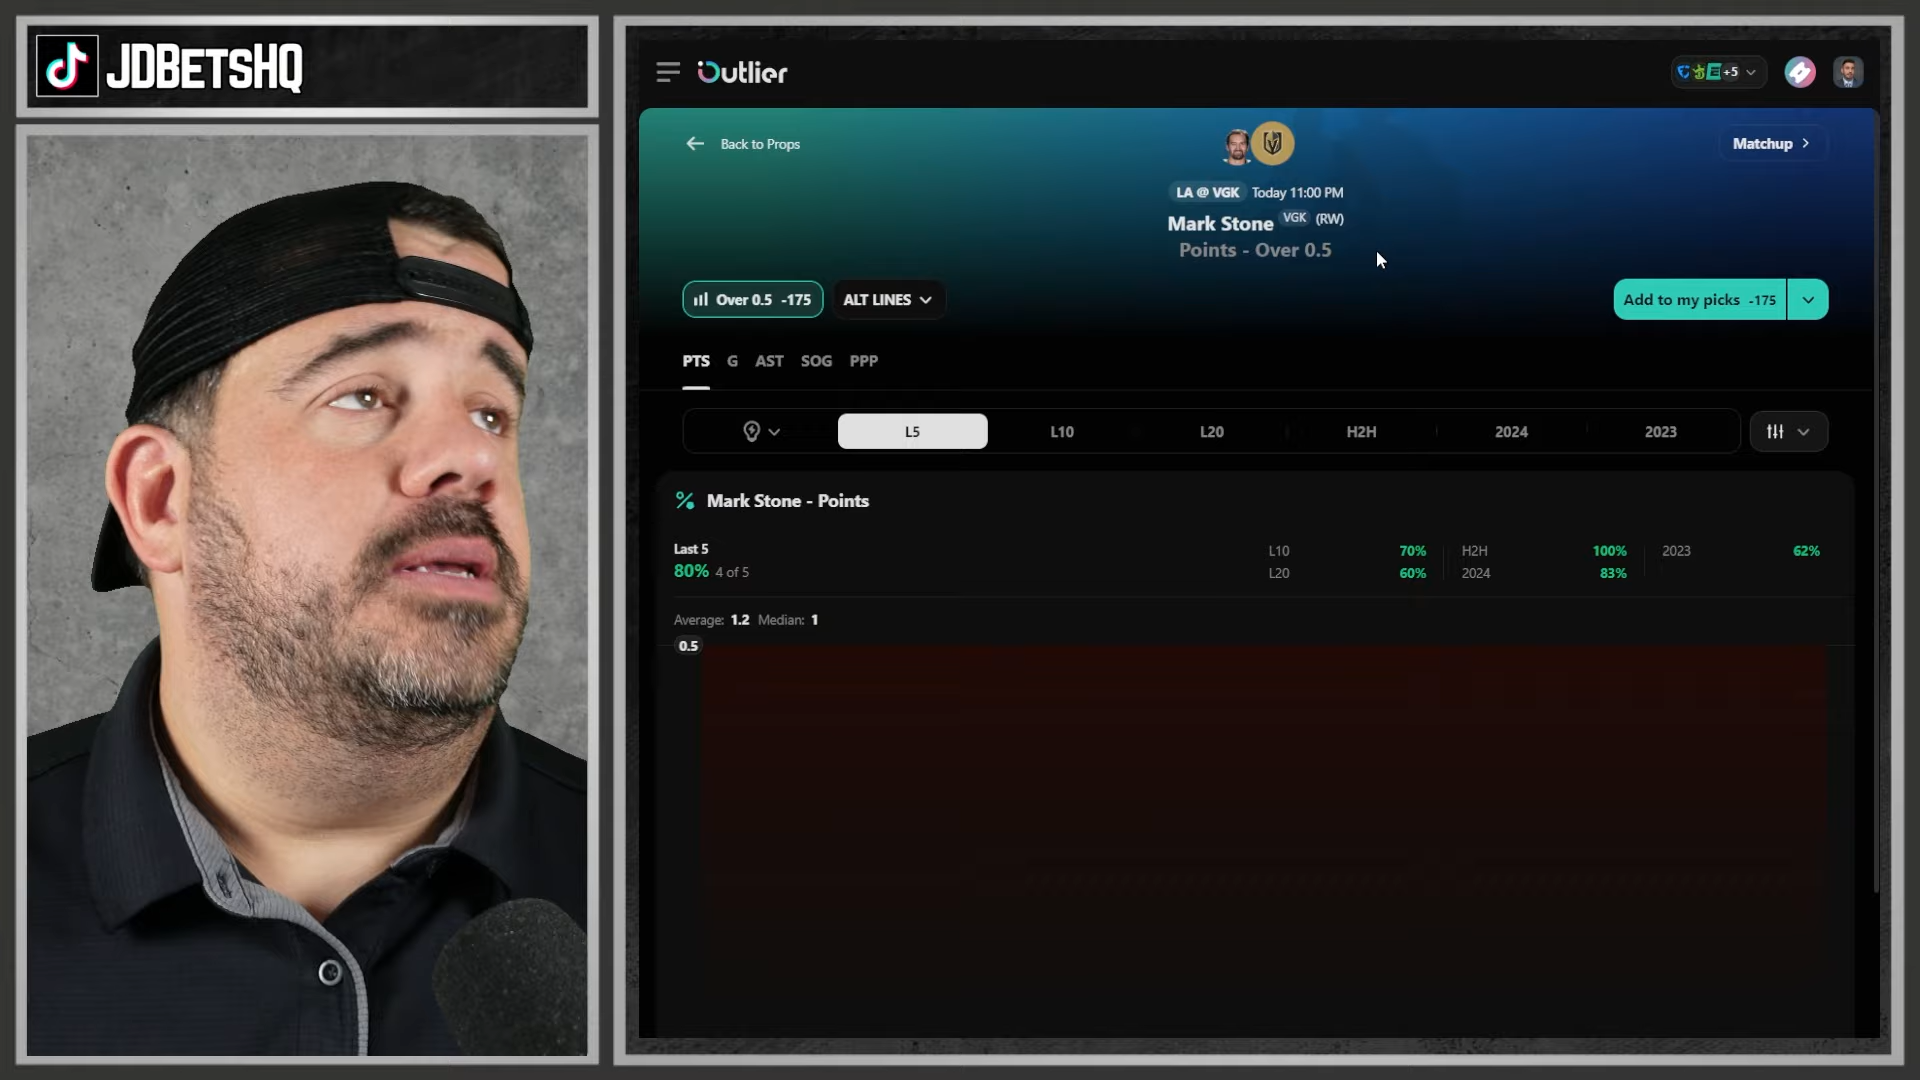 JDBETSHQ
Outlier
+5
Back to Props
Matchup
LA @ VGK Today 11:00 PM
Mark Stone VGK (RW)
Points - Over 0.5
Over 0.5 -175
ALT LINES
Add to my picks -175
PTS G AST SOG PPP
L5 L10 L20 H2H 2024 2023
Mark Stone - Points
Last 5
80% 4 of 5
L10 70% H2H 100% 2023 62%
L20 60% 2024 83%
Average: 1.2 Median: 1
0.5